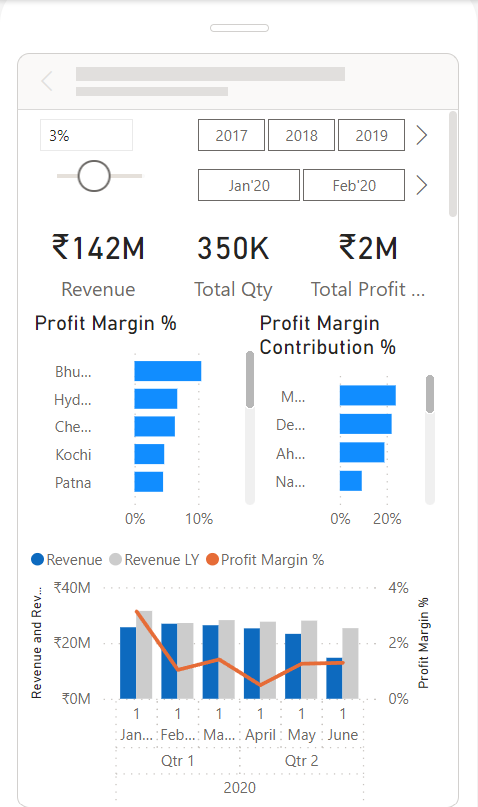 3%
2017 2018 2019
Jan'20 Feb'20
₹142M 350K ₹2M
Revenue Total Qty Total Profit ...
Profit Margin %
Bhu...
Hyd...
Che...
Kochi
Patna
0% 10%
Profit Margin
Contribution %
M...
De...
Ah...
Na...
0% 20%
Revenue Revenue LY Profit Margin %
Revenue and Rev...
₹40M
₹20M
₹0M
4%
2%
0%
Profit Margin %
1 1 1 1 1 1
Jan... Feb... Ma... April May June
Qtr 1 Qtr 2
2020